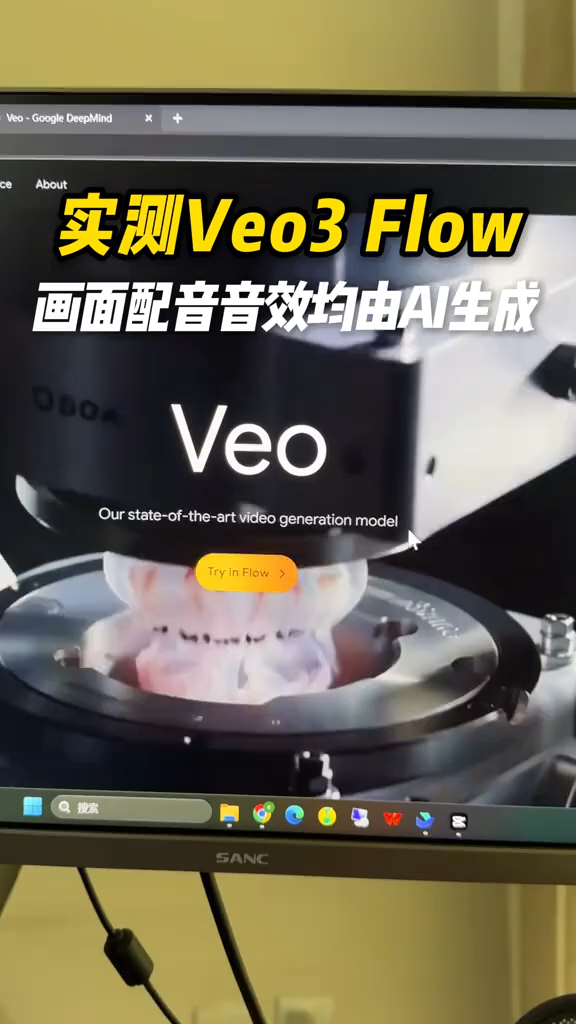 Veo - Google DeepMind
ce
About
实测Veo3 Flow
画面配音音效均由AI生成
Veo
Our state-of-the-art video generation model
Try in Flow
搜索
SANC